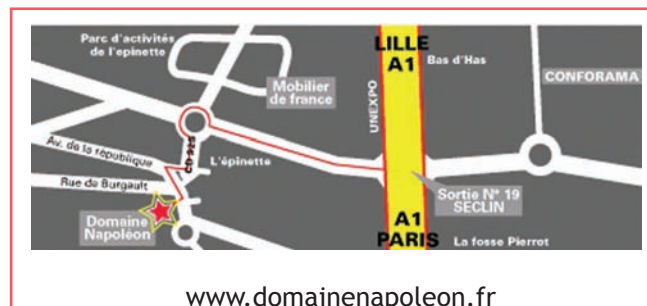 Parc d'activités
de l'epinette
LILLE
A1
Bas d'Has
CONFORAMA
Mobilier
de france
UNEXPO
CD 925
Av. de la république
L'épinette
Rue de Burgault
Sortie N° 19
SECLIN
Domaine
Napoléon
A1
PARIS
La fosse Pierrot
www.domainenapoleon.fr